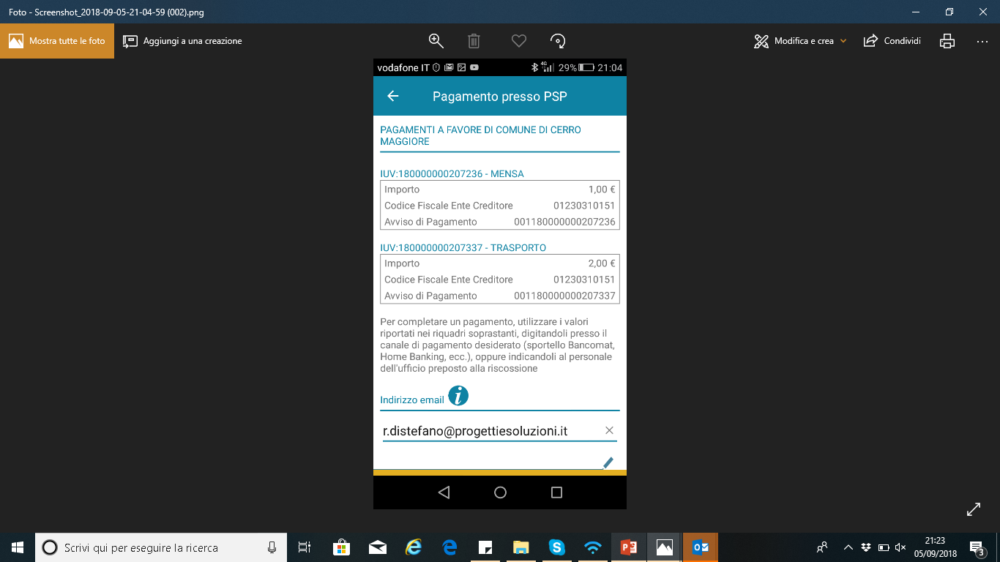 Foto - Screenshot_2018-09-05-21-04-59 (002).png
Mostra tutte le foto
Aggiungi a una creazione
Modifica e crea
Condividi
vodafone IT
4G
29%
21:04
Pagamento presso PSP
PAGAMENTI A FAVORE DI COMUNE DI CERRO
MAGGIORE
IUV:180000000207236 - MENSA
Importo 1,00 €
Codice Fiscale Ente Creditore 01230310151
Avviso di Pagamento 001180000000207236
IUV:180000000207337 - TRASPORTO
Importo 2,00 €
Codice Fiscale Ente Creditore 01230310151
Avviso di Pagamento 001180000000207337
Per completare un pagamento, utilizzare i valori
riportati nei riquadri soprastanti, digitandoli presso il
canale di pagamento desiderato (sportello Bancomat,
Home Banking, ecc.), oppure indicandoli al personale
dell'ufficio preposto alla riscossione
Indirizzo email i
r.distefano@progettiesoluzioni.it
Scrivi qui per eseguire la ricerca
21:23
05/09/2018
3